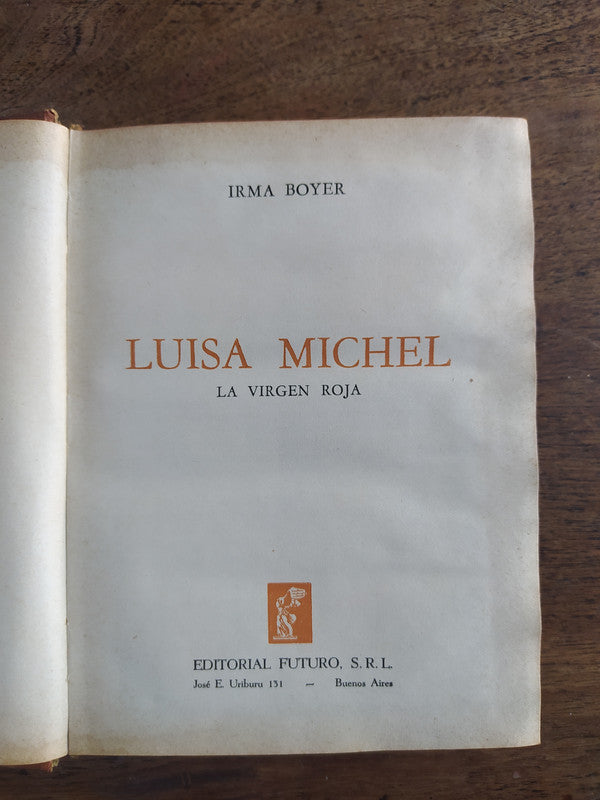 IRMA BOYER
LUISA MICHEL
LA VIRGEN ROJA
EDITORIAL FUTURO, S. R. L.
José E. Uriburu 131 — Buenos Aires